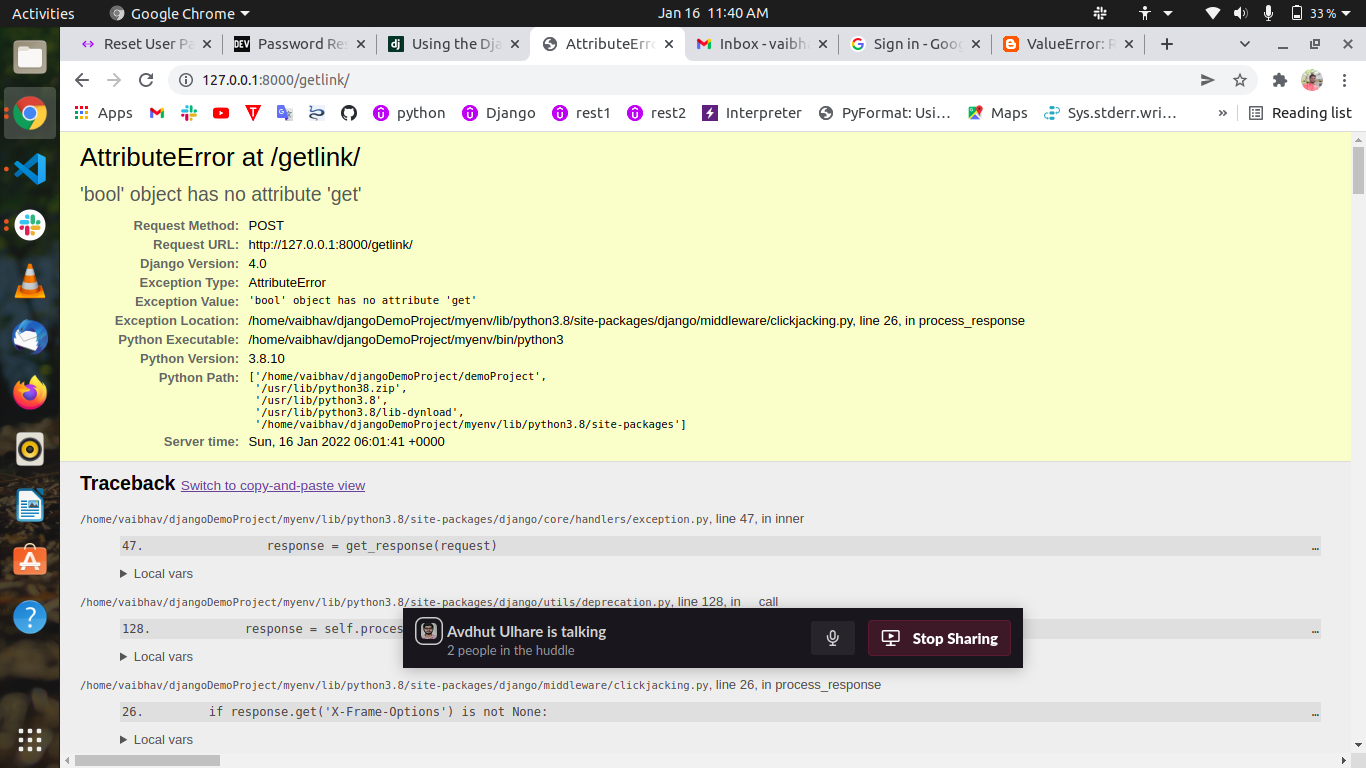 Activities
Google Chrome
Jan 16 11:40 AM
33 %
Reset User Pa
Password Res
Using the Dja
AttributeErro
Inbox - vaibha
Sign in - Goog
ValueError: R
127.0.0.1:8000/getlink/
Apps
python
Django
rest1
rest2
Interpreter
PyFormat: Usi…
Maps
Sys.stderr.wri…
»
Reading list
AttributeError at /getlink/
'bool' object has no attribute 'get'
Request Method: POST
Request URL: http://127.0.0.1:8000/getlink/
Django Version: 4.0
Exception Type: AttributeError
Exception Value: 'bool' object has no attribute 'get'
Exception Location: /home/vaibhav/djangoDemoProject/myenv/lib/python3.8/site-packages/django/middleware/clickjacking.py, line 26, in process_response
Python Executable: /home/vaibhav/djangoDemoProject/myenv/bin/python3
Python Version: 3.8.10
Python Path: ['/home/vaibhav/djangoDemoProject/demoProject',
'/usr/lib/python38.zip',
'/usr/lib/python3.8',
'/usr/lib/python3.8/lib-dynload',
'/home/vaibhav/djangoDemoProject/myenv/lib/python3.8/site-packages']
Server time: Sun, 16 Jan 2022 06:01:41 +0000
Traceback Switch to copy-and-paste view
/home/vaibhav/djangoDemoProject/myenv/lib/python3.8/site-packages/django/core/handlers/exception.py, line 47, in inner
47. response = get_response(request) …
Local vars
/home/vaibhav/djangoDemoProject/myenv/lib/python3.8/site-packages/django/utils/deprecation.py, line 128, in __call
128. response = self.proces …
Avdhut Ulhare is talking
2 people in the huddle
Stop Sharing
Local vars
/home/vaibhav/djangoDemoProject/myenv/lib/python3.8/site-packages/django/middleware/clickjacking.py, line 26, in process_response
26. if response.get('X-Frame-Options') is not None: …
Local vars